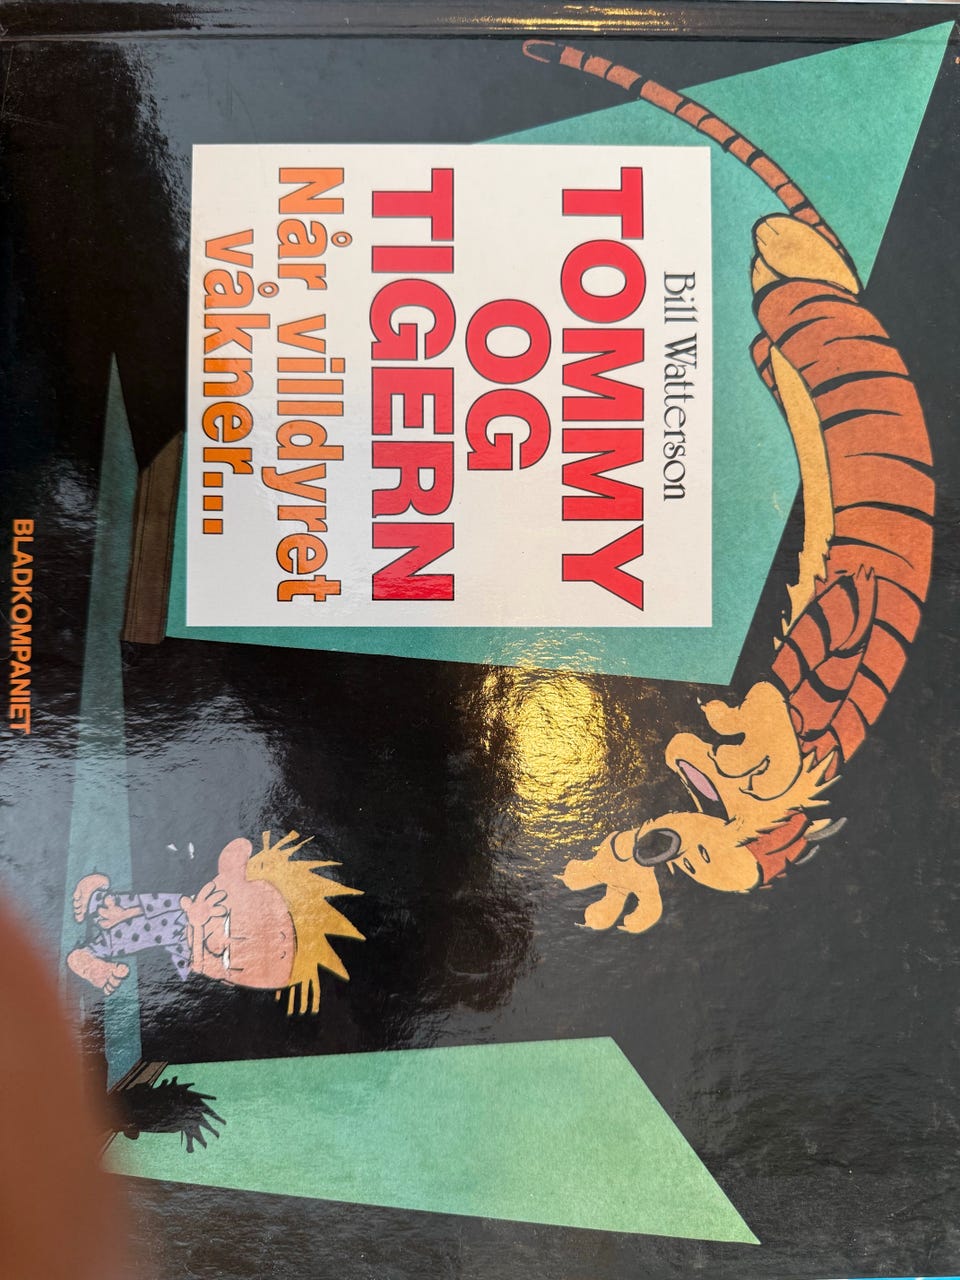 Bill Watterson
TOMMY
OG
TIGERN
Når villdyret
våkner...
BLADKOMPANIET